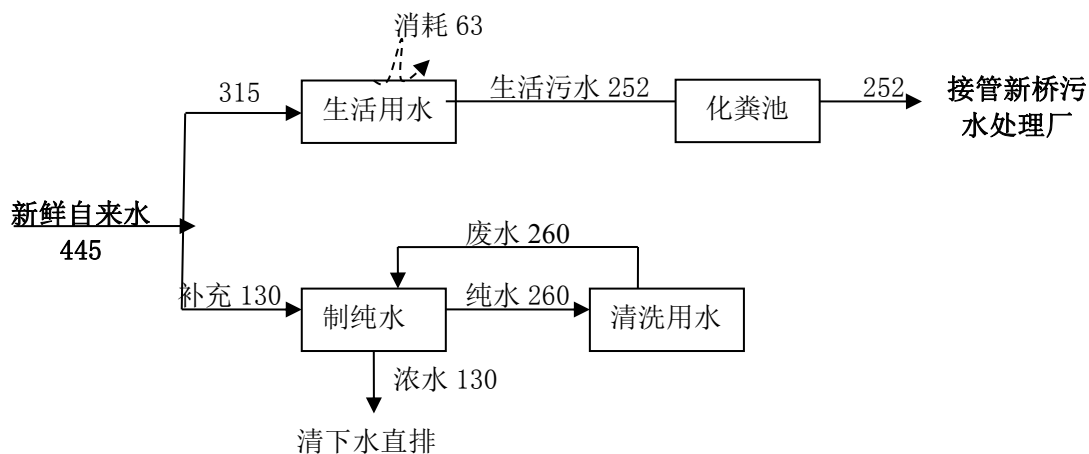 消耗 63
315
生活用水
生活污水 252
化粪池
252
接管新桥污
水处理厂
新鲜自来水
445
废水 260
补充 130
制纯水
纯水 260
清洗用水
浓水 130
清下水直排